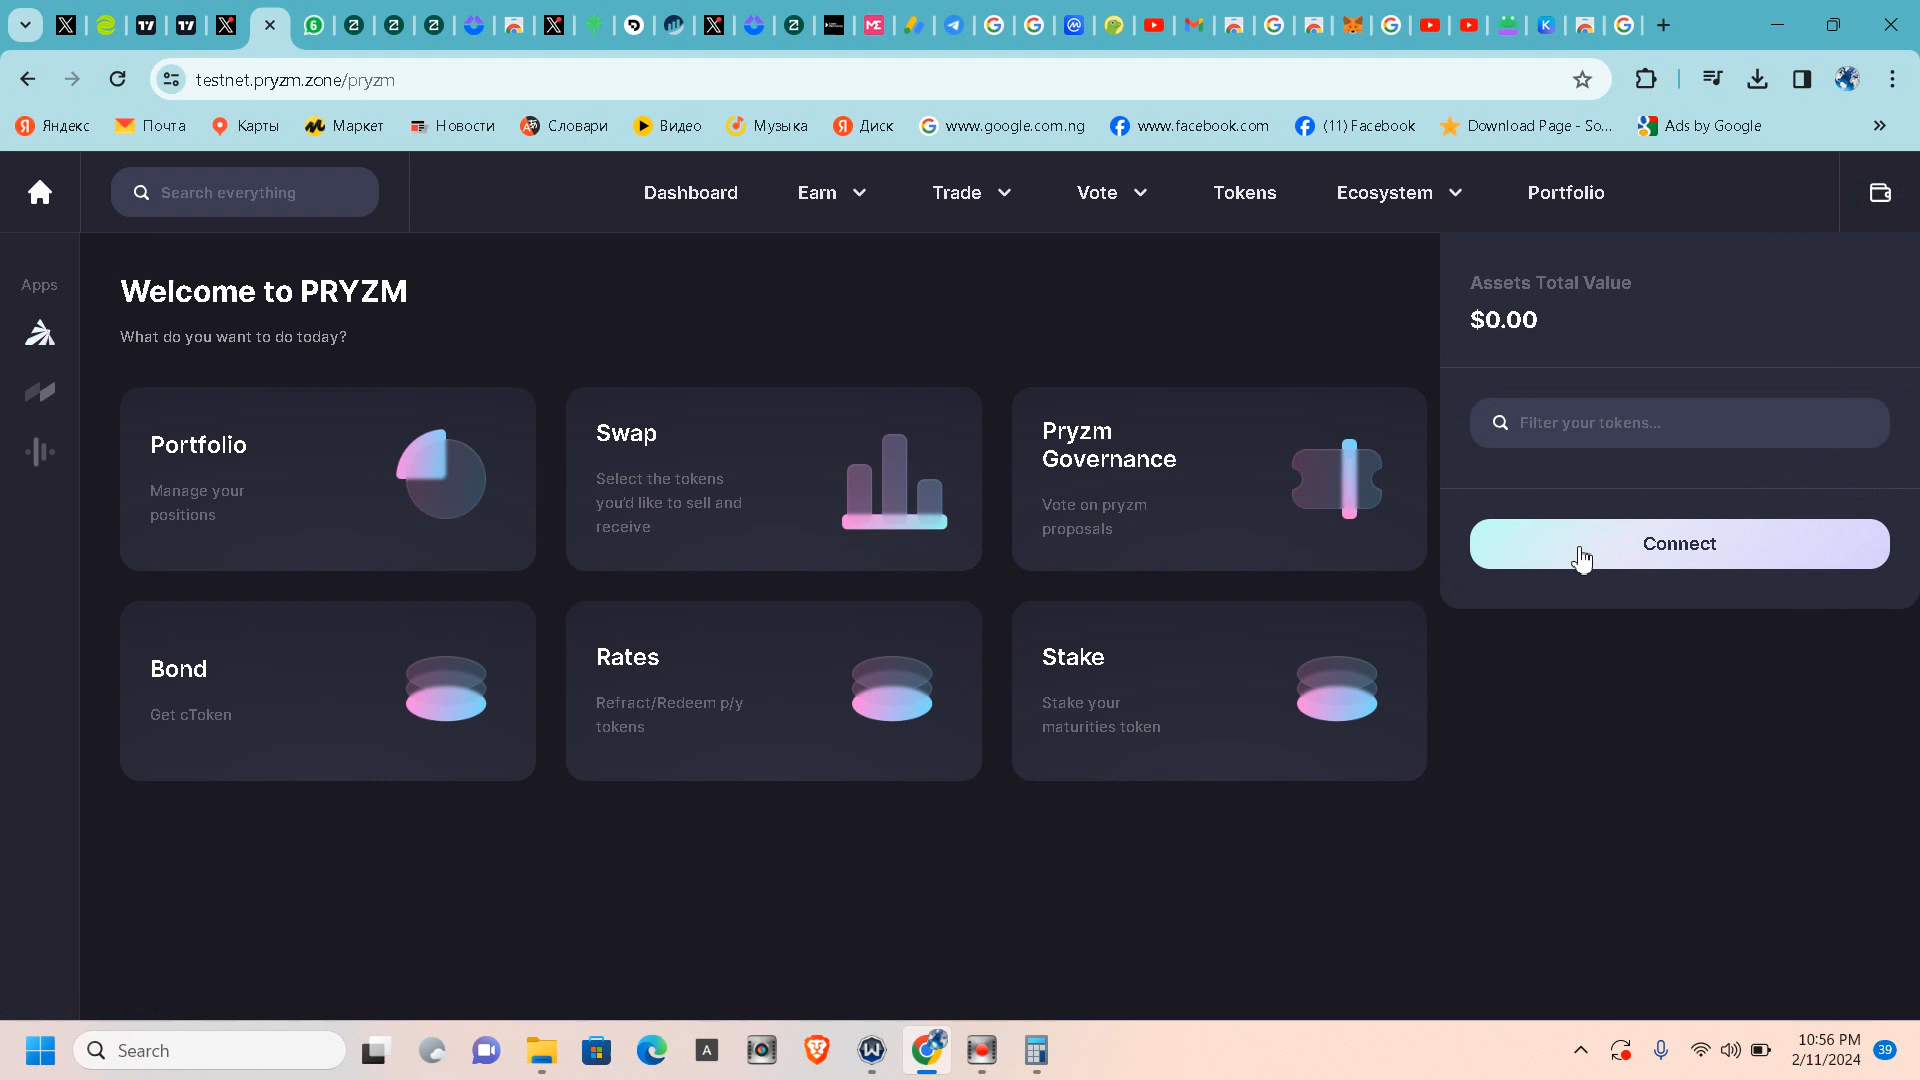 testnet.pryzm.zone/pryzm
Яндекс
Почта
Карты
Маркет
Новости
Словари
Видео
Музыка
Диск
www.google.com.ng
www.facebook.com
(11) Facebook
Download Page - So...
Ads by Google
Search everything
Dashboard
Earn
Trade
Vote
Tokens
Ecosystem
Portfolio
Apps
Welcome to PRYZM
What do you want to do today?
Assets Total Value
$0.00
Filter your tokens...
Connect
Portfolio
Manage your
positions
Swap
Select the tokens
you'd like to sell and
receive
Pryzm
Governance
Vote on pryzm
proposals
Bond
Get cToken
Rates
Refract/Redeem p/y
tokens
Stake
Stake your
maturities token
Search
10:56 PM
2/11/2024
39